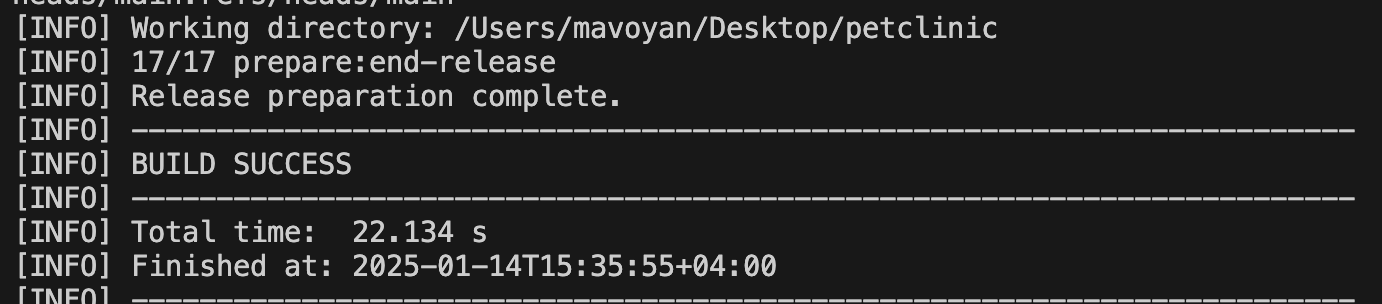 heads/main:refs/heads/main
[INFO] Working directory: /Users/mavoyan/Desktop/petclinic
[INFO] 17/17 prepare:end-release
[INFO] Release preparation complete.
[INFO] ------------------------------------------------------------------------
[INFO] BUILD SUCCESS
[INFO] ------------------------------------------------------------------------
[INFO] Total time:  22.134 s
[INFO] Finished at: 2025-01-14T15:35:55+04:00
[INFO] ------------------------------------------------------------------------